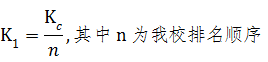 K₁ = K_c / n , 其中 n 为我校排名顺序